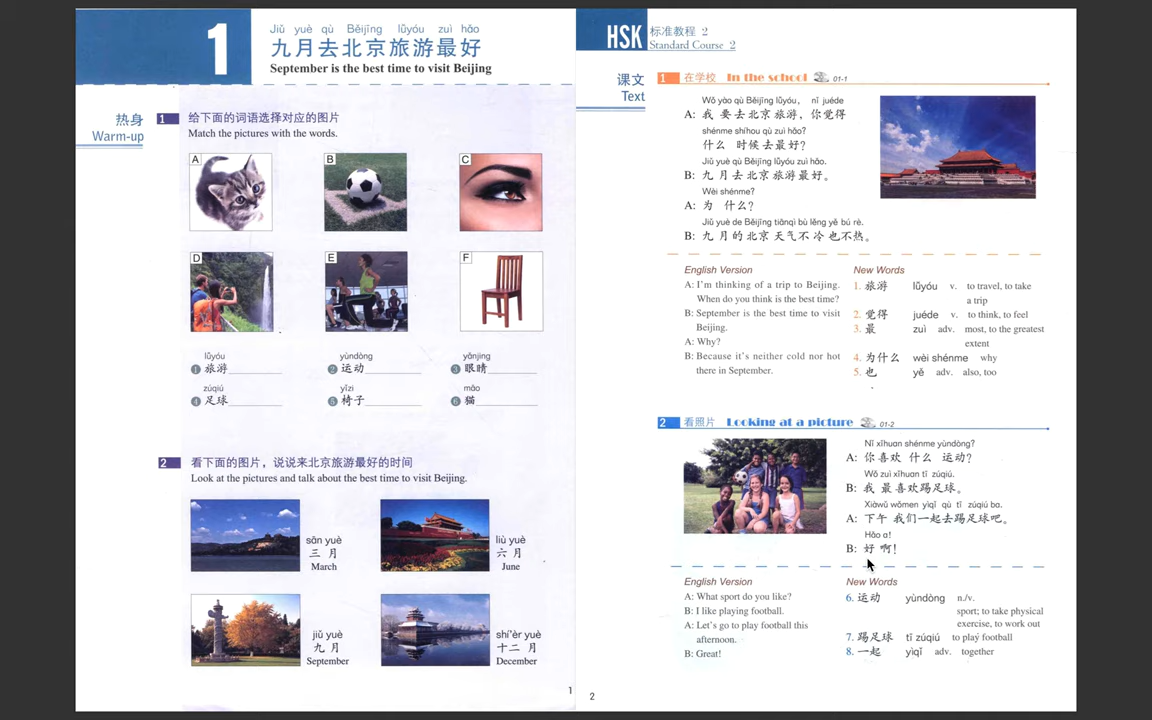 1
Jiǔ yuè qù Běijīng lǚyóu zuì hǎo
九月去北京旅游最好
September is the best time to visit Beijing
热身
Warm-up
1 给下面的词语选择对应的图片
Match the pictures with the words.
A
B
C
D
E
F
lǚyóu
1 旅游
yùndòng
2 运动
yǎnjing
3 眼睛
zúqiú
4 足球
yǐzi
5 椅子
māo
6 猫
2 看下面的图片，说说来北京旅游最好的时间
Look at the pictures and talk about the best time to visit Beijing.
sān yuè
三 月
March
liù yuè
六 月
June
jiǔ yuè
九 月
September
shí'èr yuè
十二 月
December
1
HSK 标准教程 2
Standard Course 2
课文
Text
1 在学校 In the school 01-1
Wǒ yào qù Běijīng lǚyóu, nǐ juéde
A: 我 要去北京旅游，你觉得
shénme shíhou qù zuì hǎo?
什么 时候去最好？
Jiǔ yuè qù Běijīng lǚyóu zuì hǎo.
B: 九 月去北京旅游最好。
Wèi shénme?
A: 为 什么？
Jiǔ yuè de Běijīng tiānqì bù lěng yě bú rè.
B: 九 月 的 北京 天气 不 冷 也 不热。
English Version
A: I'm thinking of a trip to Beijing.
When do you think is the best time?
B: September is the best time to visit
Beijing.
A: Why?
B: Because it's neither cold nor hot
there in September.
New Words
1. 旅游 lǚyóu v. to travel, to take
a trip
2. 觉得 juéde v. to think, to feel
3. 最 zuì adv. most, to the greatest
extent
4. 为什么 wèi shénme why
5. 也 yě adv. also, too
2 看照片 Looking at a picture 01-2
Nǐ xǐhuan shénme yùndòng?
A: 你喜欢 什么 运动？
Wǒ zuì xǐhuan tī zúqiú.
B: 我 最 喜欢踢足球。
Xiàwǔ wǒmen yìqǐ qù tī zúqiú ba.
A: 下午 我们一起去踢足球吧。
Hǎo a!
B: 好 啊！
English Version
A: What sport do you like?
B: I like playing football.
A: Let's go to play football this
afternoon.
B: Great!
New Words
6. 运动 yùndòng n./v.
sport; to take physical
exercise, to work out
7. 踢足球 tī zúqiú to play football
8. 一起 yìqǐ adv. together
2